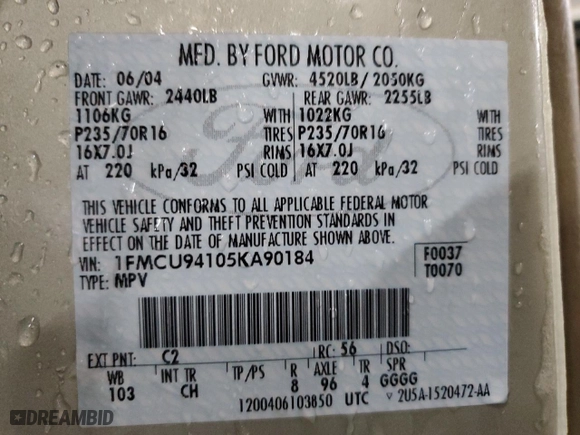 MFD. BY FORD MOTOR CO.
DATE: 06/04 GVWR: 4520LB/ 2050KG
FRONT GAWR: 2440LB REAR GAWR: 2255LB
1106KG WITH 1022KG WITH
P235/70R16 TIRES P235/70R16 TIRES
16X7.0J RIMS 16X7.0J RIMS
AT 220 kPa/32 PSI COLD AT 220 kPa/32 PSI COLD
Ford
THIS VEHICLE CONFORMS TO ALL APPLICABLE FEDERAL MOTOR
VEHICLE SAFETY AND THEFT PREVENTION STANDARDS IN
EFFECT ON THE DATE OF MANUFACTURE SHOWN ABOVE.
VIN: 1FMCU94105KA90184 F0037
TYPE: MPV T0070
EXT PNT: C2 RC: 56 DSO:
WB INT TR TP/PS R AXLE TR SPR
103 CH 8 96 4 GGGG
1200406103850 UTC 2U5A-1520472-AA
DREAMBID